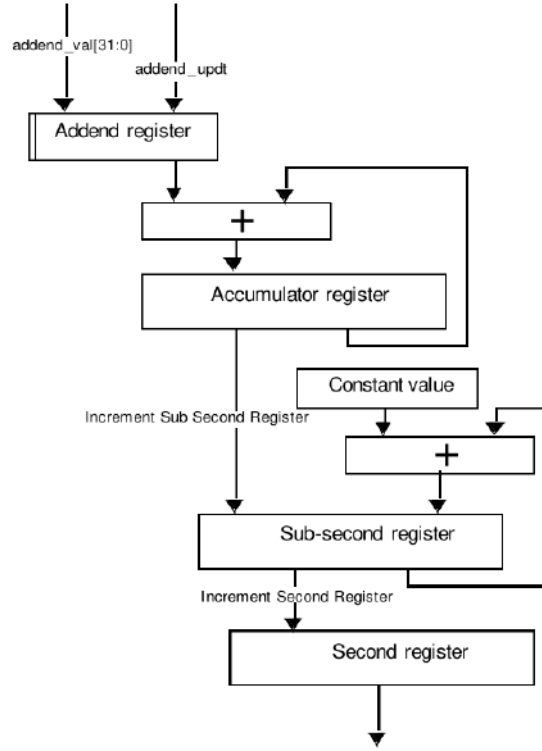 addend_val[31:0]
addend_updt
Addend register
+
Accumulator register
Constant value
Increment Sub Second Register
+
Sub-second register
Increment Second Register
Second register